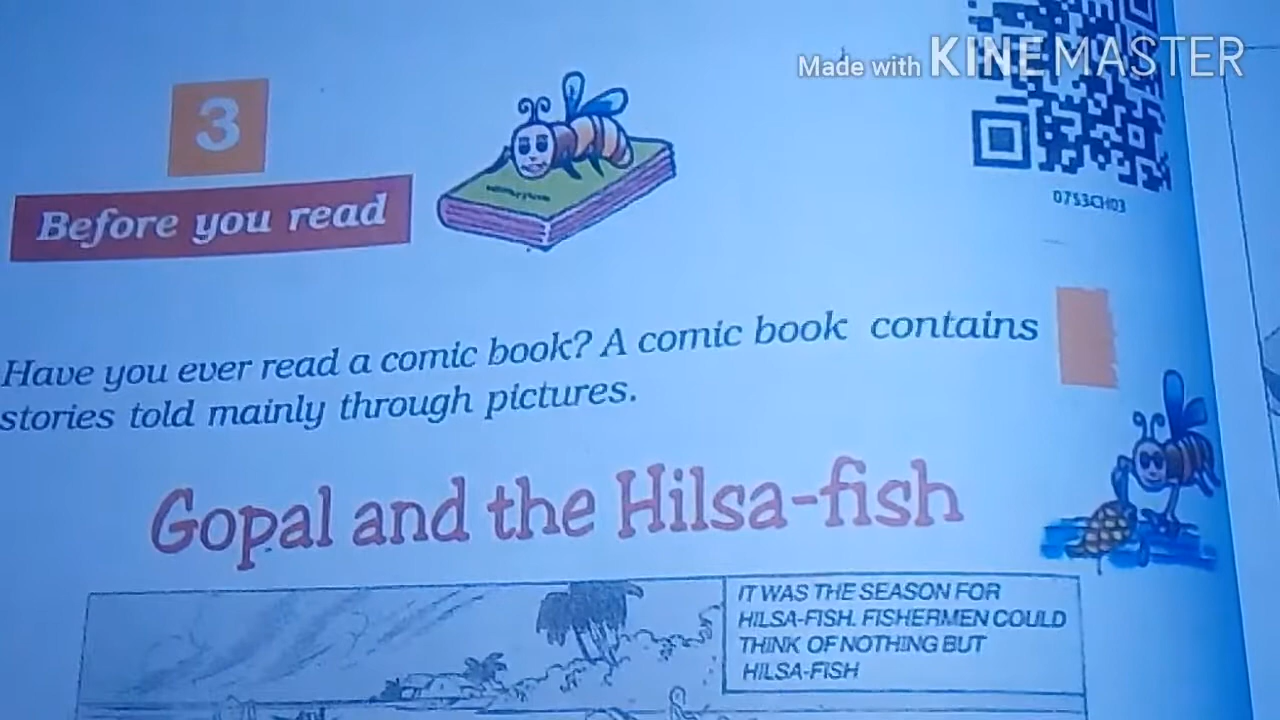 Made with KINEMASTER
3
Before you read
0753CH03
Have you ever read a comic book? A comic book contains
stories told mainly through pictures.
Gopal and the Hilsa-fish
IT WAS THE SEASON FOR
HILSA-FISH. FISHERMEN COULD
THINK OF NOTHING BUT
HILSA-FISH